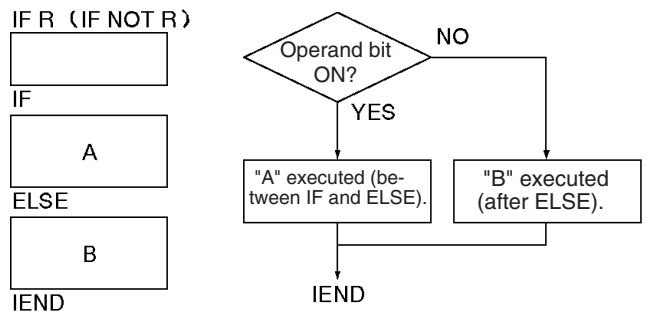 IF R (IF NOT R)
IF
A
ELSE
B
IEND
Operand bit
ON?
NO
YES
"A" executed (be-
tween IF and ELSE).
"B" executed
(after ELSE).
IEND